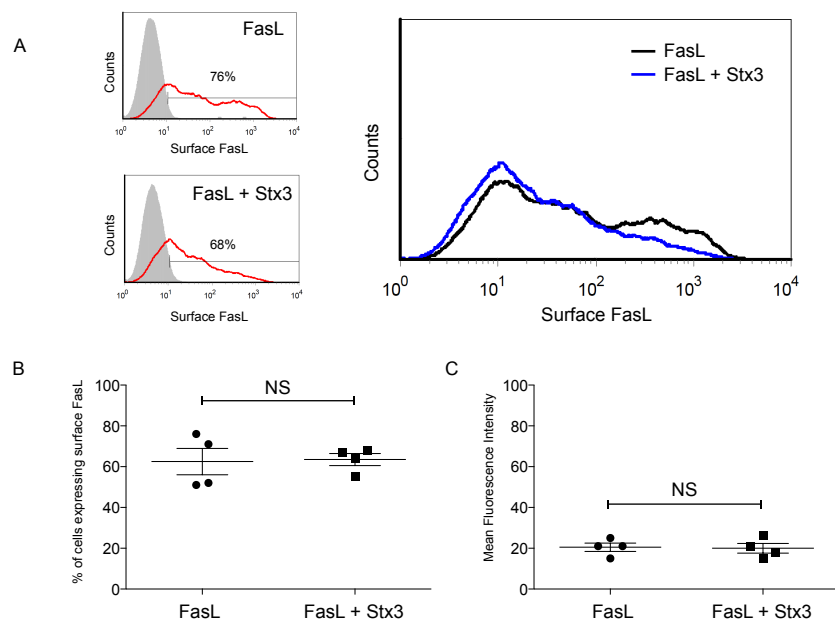 A
FasL
76%
Counts
10^0 10^1 10^2 10^3 10^4
Surface FasL
FasL + Stx3
68%
Counts
10^0 10^1 10^2 10^3 10^4
Surface FasL
FasL
FasL + Stx3
Counts
10^0 10^1 10^2 10^3 10^4
Surface FasL
B
% of cells expressing surface FasL
100
80
60
40
20
0
NS
FasL FasL + Stx3
C
Mean Fluorescence Intensity
100
80
60
40
20
0
NS
FasL FasL + Stx3